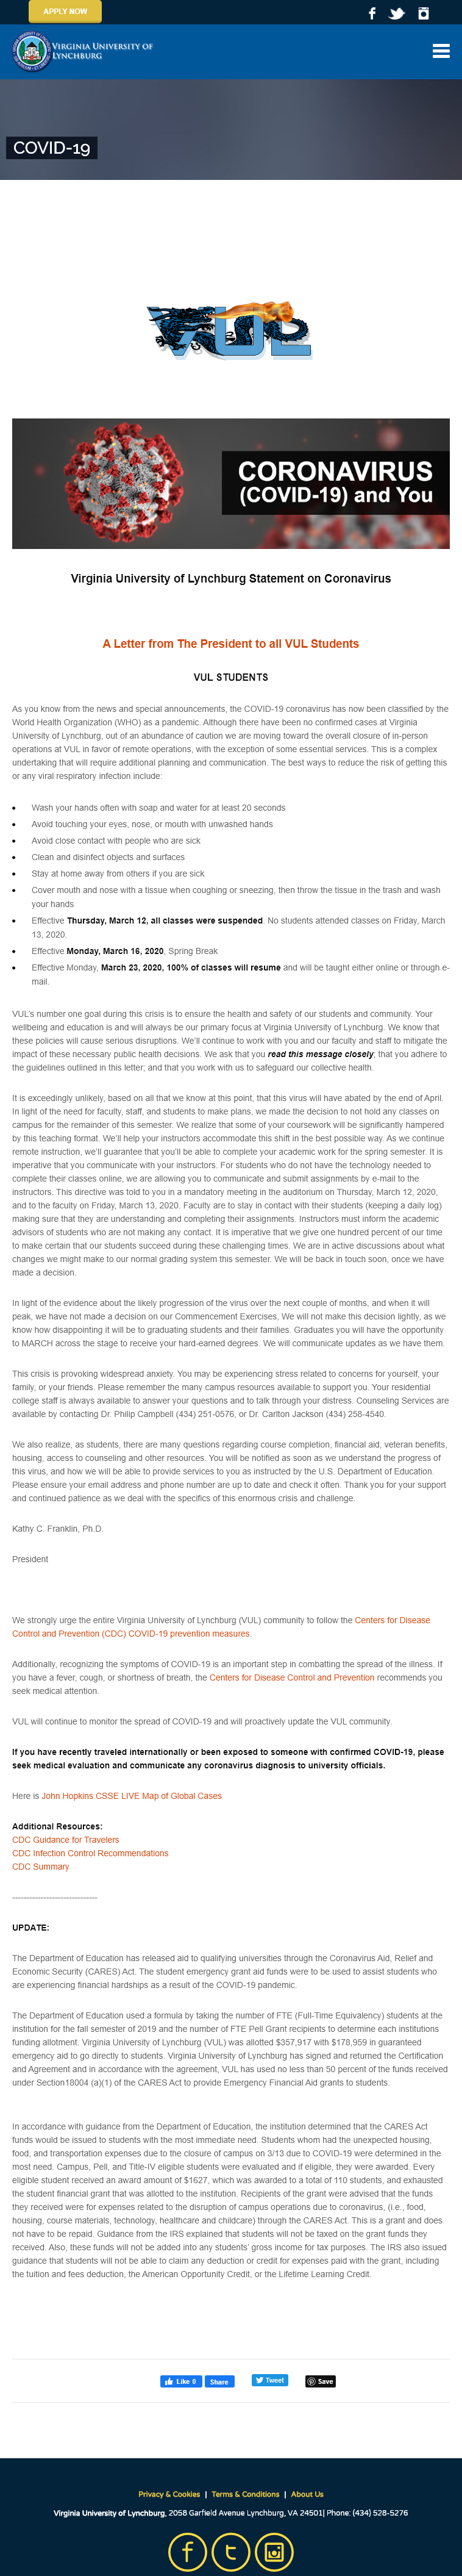 APPLY NOW
VIRGINIA UNIVERSITY OF
LYNCHBURG
COVID-19
VUL
CORONAVIRUS
(COVID-19) and You
Virginia University of Lynchburg Statement on Coronavirus
A Letter from The President to all VUL Students
VUL STUDENTS
As you know from the news and special announcements, the COVID-19 coronavirus has now been classified by the
World Health Organization (WHO) as a pandemic. Although there have been no confirmed cases at Virginia
University of Lynchburg, out of an abundance of caution we are moving toward the overall closure of in-person
operations at VUL in favor of remote operations, with the exception of some essential services. This is a complex
undertaking that will require additional planning and communication. The best ways to reduce the risk of getting this
or any viral respiratory infection include:
• Wash your hands often with soap and water for at least 20 seconds
• Avoid touching your eyes, nose, or mouth with unwashed hands
• Avoid close contact with people who are sick
• Clean and disinfect objects and surfaces
• Stay at home away from others if you are sick
• Cover mouth and nose with a tissue when coughing or sneezing, then throw the tissue in the trash and wash
your hands
• Effective Thursday, March 12, all classes were suspended. No students attended classes on Friday, March
13, 2020.
• Effective Monday, March 16, 2020, Spring Break
• Effective Monday, March 23, 2020, 100% of classes will resume and will be taught either online or through e-
mail.
VUL's number one goal during this crisis is to ensure the health and safety of our students and community. Your
wellbeing and education is and will always be our primary focus at Virginia University of Lynchburg. We know that
these policies will cause serious disruptions. We'll continue to work with you and our faculty and staff to mitigate the
impact of these necessary public health decisions. We ask that you read this message closely; that you adhere to
the guidelines outlined in this letter; and that you work with us to safeguard our collective health.
It is exceedingly unlikely, based on all that we know at this point, that this virus will have abated by the end of April.
In light of the need for faculty, staff, and students to make plans, we made the decision to not hold any classes on
campus for the remainder of this semester. We realize that some of your coursework will be significantly hampered
by this teaching format. We'll help your instructors accommodate this shift in the best possible way. As we continue
remote instruction, we'll guarantee that you'll be able to complete your academic work for the spring semester. It is
imperative that you communicate with your instructors. For students who do not have the technology needed to
complete their classes online, we are allowing you to communicate and submit assignments by e-mail to the
instructors. This directive was told to you in a mandatory meeting in the auditorium on Thursday, March 12, 2020,
and to the faculty on Friday, March 13, 2020. Faculty are to stay in contact with their students (keeping a daily log)
making sure that they are understanding and completing their assignments. Instructors must inform the academic
advisors of students who are not making any contact. It is imperative that we give one hundred percent of our time
to make certain that our students succeed during these challenging times. We are in active discussions about what
changes we might make to our normal grading system this semester. We will be back in touch soon, once we have
made a decision.
In light of the evidence about the likely progression of the virus over the next couple of months, and when it will
peak, we have not made a decision on our Commencement Exercises, We will not make this decision lightly, as we
know how disappointing it will be to graduating students and their families. Graduates you will have the opportunity
to MARCH across the stage to receive your hard-earned degrees. We will communicate updates as we have them.
This crisis is provoking widespread anxiety. You may be experiencing stress related to concerns for yourself, your
family, or your friends. Please remember the many campus resources available to support you. Your residential
college staff is always available to answer your questions and to talk through your distress. Counseling Services are
available by contacting Dr. Philip Campbell (434) 251-0576, or Dr. Carlton Jackson (434) 258-4540.
We also realize, as students, there are many questions regarding course completion, financial aid, veteran benefits,
housing, access to counseling and other resources. You will be notified as soon as we understand the progress of
this virus, and how we will be able to provide services to you as instructed by the U.S. Department of Education.
Please ensure your email address and phone number are up to date and check it often. Thank you for your support
and continued patience as we deal with the specifics of this enormous crisis and challenge.
Kathy C. Franklin, Ph.D.
President
We strongly urge the entire Virginia University of Lynchburg (VUL) community to follow the Centers for Disease
Control and Prevention (CDC) COVID-19 prevention measures.
Additionally, recognizing the symptoms of COVID-19 is an important step in combatting the spread of the illness. If
you have a fever, cough, or shortness of breath, the Centers for Disease Control and Prevention recommends you
seek medical attention.
VUL will continue to monitor the spread of COVID-19 and will proactively update the VUL community.
If you have recently traveled internationally or been exposed to someone with confirmed COVID-19, please
seek medical evaluation and communicate any coronavirus diagnosis to university officials.
Here is John Hopkins CSSE LIVE Map of Global Cases
Additional Resources:
CDC Guidance for Travelers
CDC Infection Control Recommendations
CDC Summary
------------------------------
UPDATE:
The Department of Education has released aid to qualifying universities through the Coronavirus Aid, Relief and
Economic Security (CARES) Act. The student emergency grant aid funds were to be used to assist students who
are experiencing financial hardships as a result of the COVID-19 pandemic.
The Department of Education used a formula by taking the number of FTE (Full-Time Equivalency) students at the
institution for the fall semester of 2019 and the number of FTE Pell Grant recipients to determine each institutions
funding allotment. Virginia University of Lynchburg (VUL) was allotted $357,917 with $178,959 in guaranteed
emergency aid to go directly to students. Virginia University of Lynchburg has signed and returned the Certification
and Agreement and in accordance with the agreement, VUL has used no less than 50 percent of the funds received
under Section18004 (a)(1) of the CARES Act to provide Emergency Financial Aid grants to students.
In accordance with guidance from the Department of Education, the institution determined that the CARES Act
funds would be issued to students with the most immediate need. Students whom had the unexpected housing,
food, and transportation expenses due to the closure of campus on 3/13 due to COVID-19 were determined in the
most need. Campus, Pell, and Title-IV eligible students were evaluated and if eligible, they were awarded. Every
eligible student received an award amount of $1627, which was awarded to a total of 110 students, and exhausted
the student financial grant that was allotted to the institution. Recipients of the grant were advised that the funds
they received were for expenses related to the disruption of campus operations due to coronavirus, (i.e., food,
housing, course materials, technology, healthcare and childcare) through the CARES Act. This is a grant and does
not have to be repaid. Guidance from the IRS explained that students will not be taxed on the grant funds they
received. Also, these funds will not be added into any students' gross income for tax purposes. The IRS also issued
guidance that students will not be able to claim any deduction or credit for expenses paid with the grant, including
the tuition and fees deduction, the American Opportunity Credit, or the Lifetime Learning Credit.
Like 0 Share Tweet Save
Privacy & Cookies | Terms & Conditions | About Us
Virginia University of Lynchburg, 2058 Garfield Avenue Lynchburg, VA 24501| Phone: (434) 528-5276